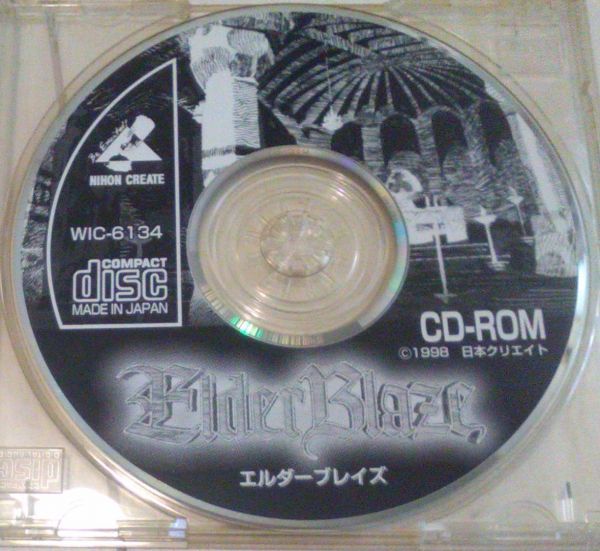 NIHON CREATE
WIC-6134
COMPACT
disc
MADE IN JAPAN
CD-ROM
©1998 日本クリエイト
ElderBlaze
エルダーブレイズ
disc